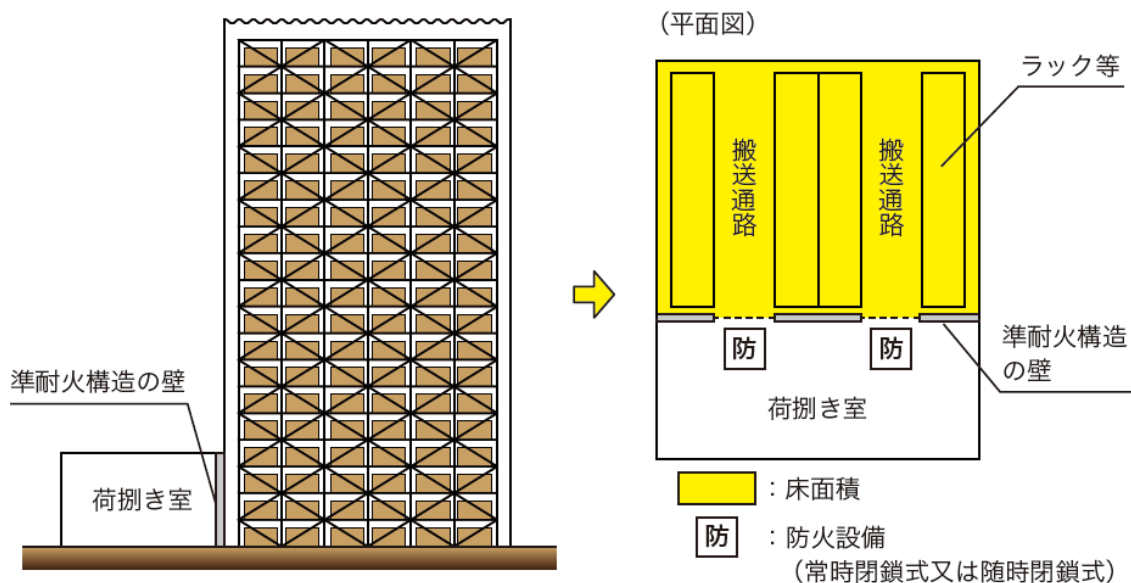 準耐火構造の壁
荷捌き室
（平面図）
ラック等
搬送通路
搬送通路
防
防
準耐火構造
の壁
荷捌き室
：床面積
防
：防火設備
（常時閉鎖式又は随時閉鎖式）